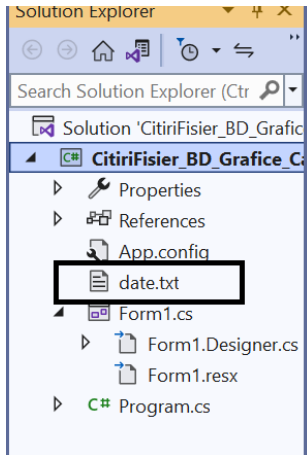 Solution Explorer
Search Solution Explorer (Ctr
Solution 'CitiriFisier_BD_Grafic
C# CitiriFisier_BD_Grafice_Ca
Properties
References
App.config
date.txt
Form1.cs
Form1.Designer.cs
Form1.resx
C# Program.cs